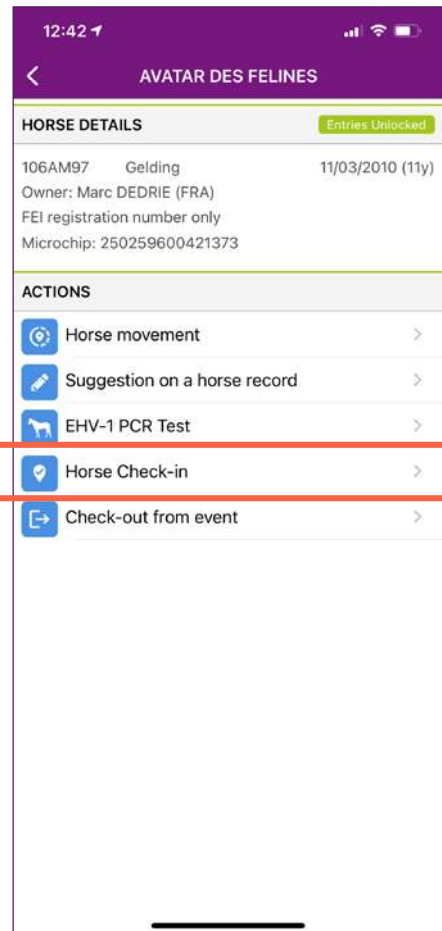 12:42
AVATAR DES FELINES
HORSE DETAILS Entries Unlocked
106AM97 Gelding 11/03/2010 (11y)
Owner: Marc DEDRIE (FRA)
FEI registration number only
Microchip: 250259600421373
ACTIONS
Horse movement
Suggestion on a horse record
EHV-1 PCR Test
Horse Check-in
Check-out from event